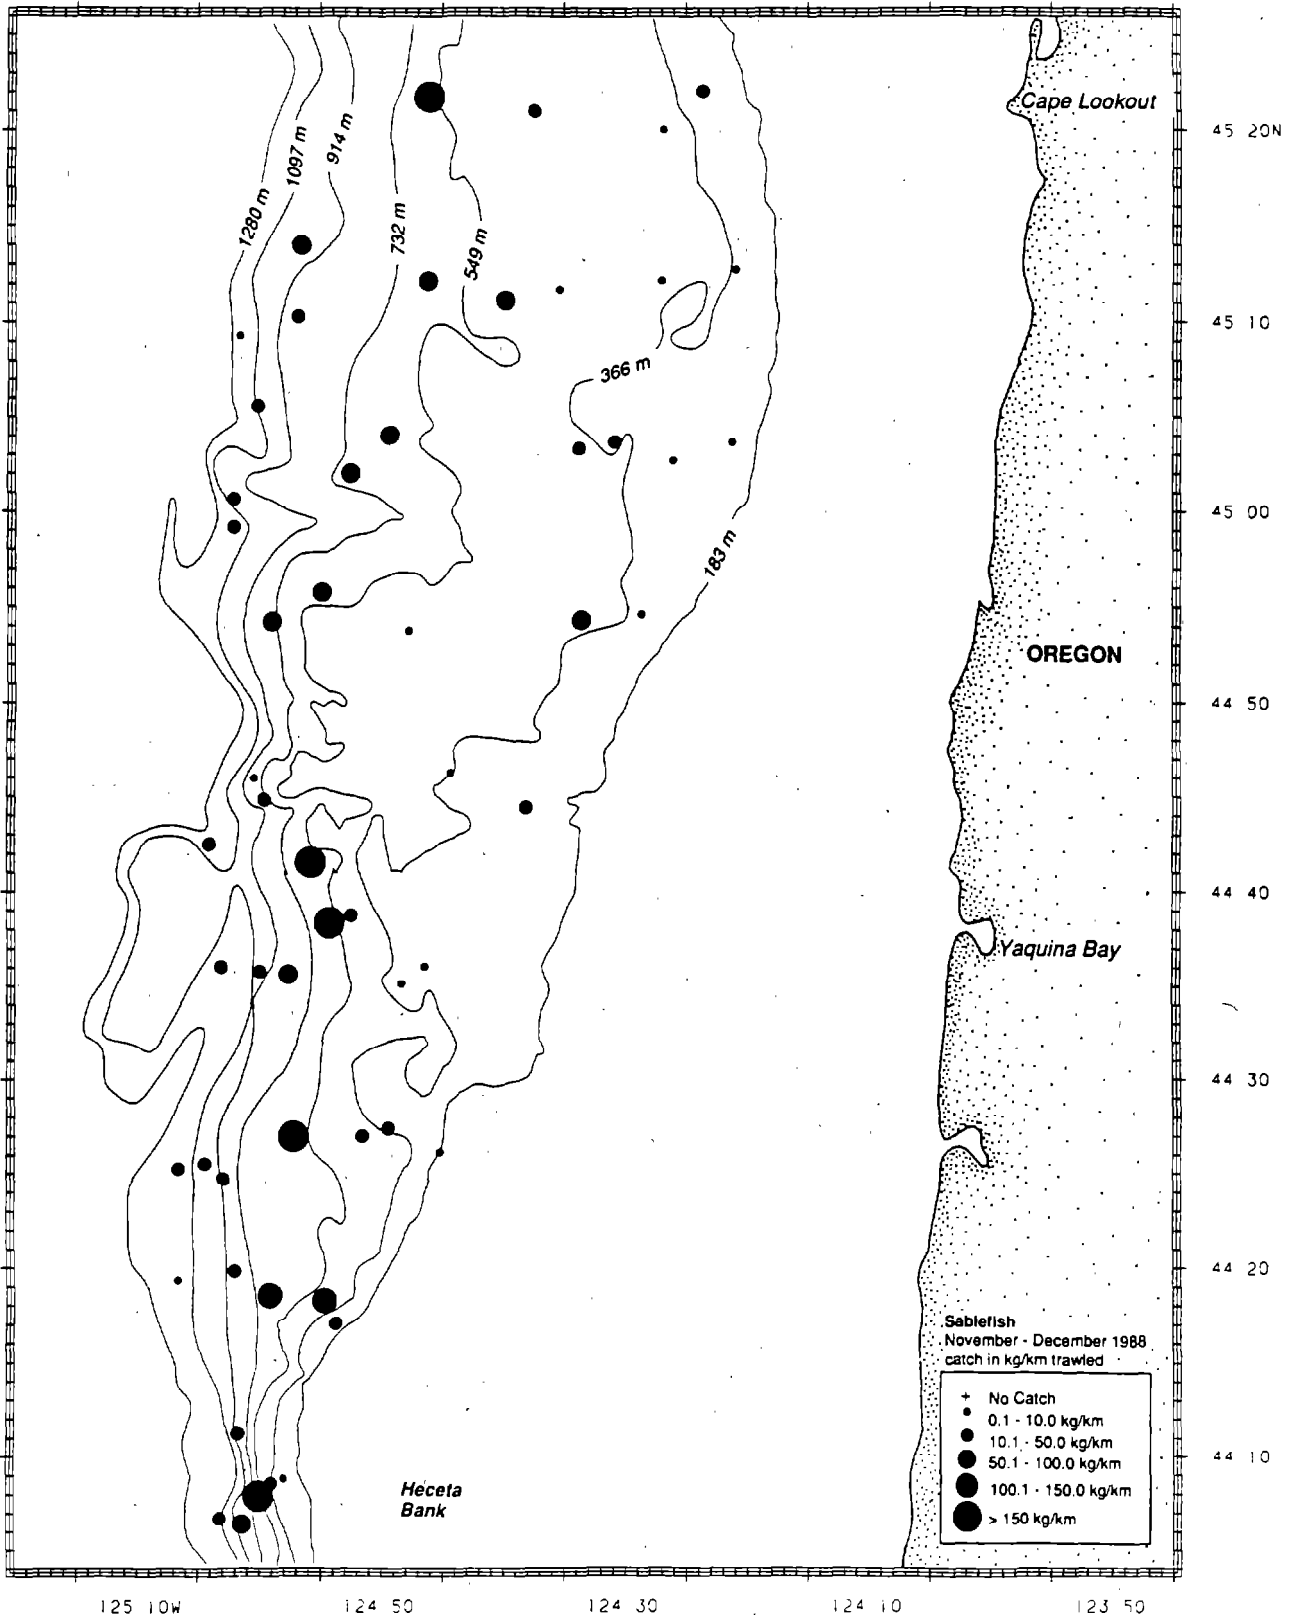 Cape Lookout
45 20N
914 m
1097 m
1280 m
732 m
549 m
45 10
366 m
45 00
183 m
OREGON
44 50
44 40
Yaquina Bay
44 30
44 20
Sablefish
November - December 1988
catch in kg/km trawled
+ No Catch
0.1 - 10.0 kg/km
10.1 - 50.0 kg/km
50.1 - 100.0 kg/km
100.1 - 150.0 kg/km
> 150 kg/km
44 10
Heceta
Bank
125 10W
124 50
124 30
124 10
123 50